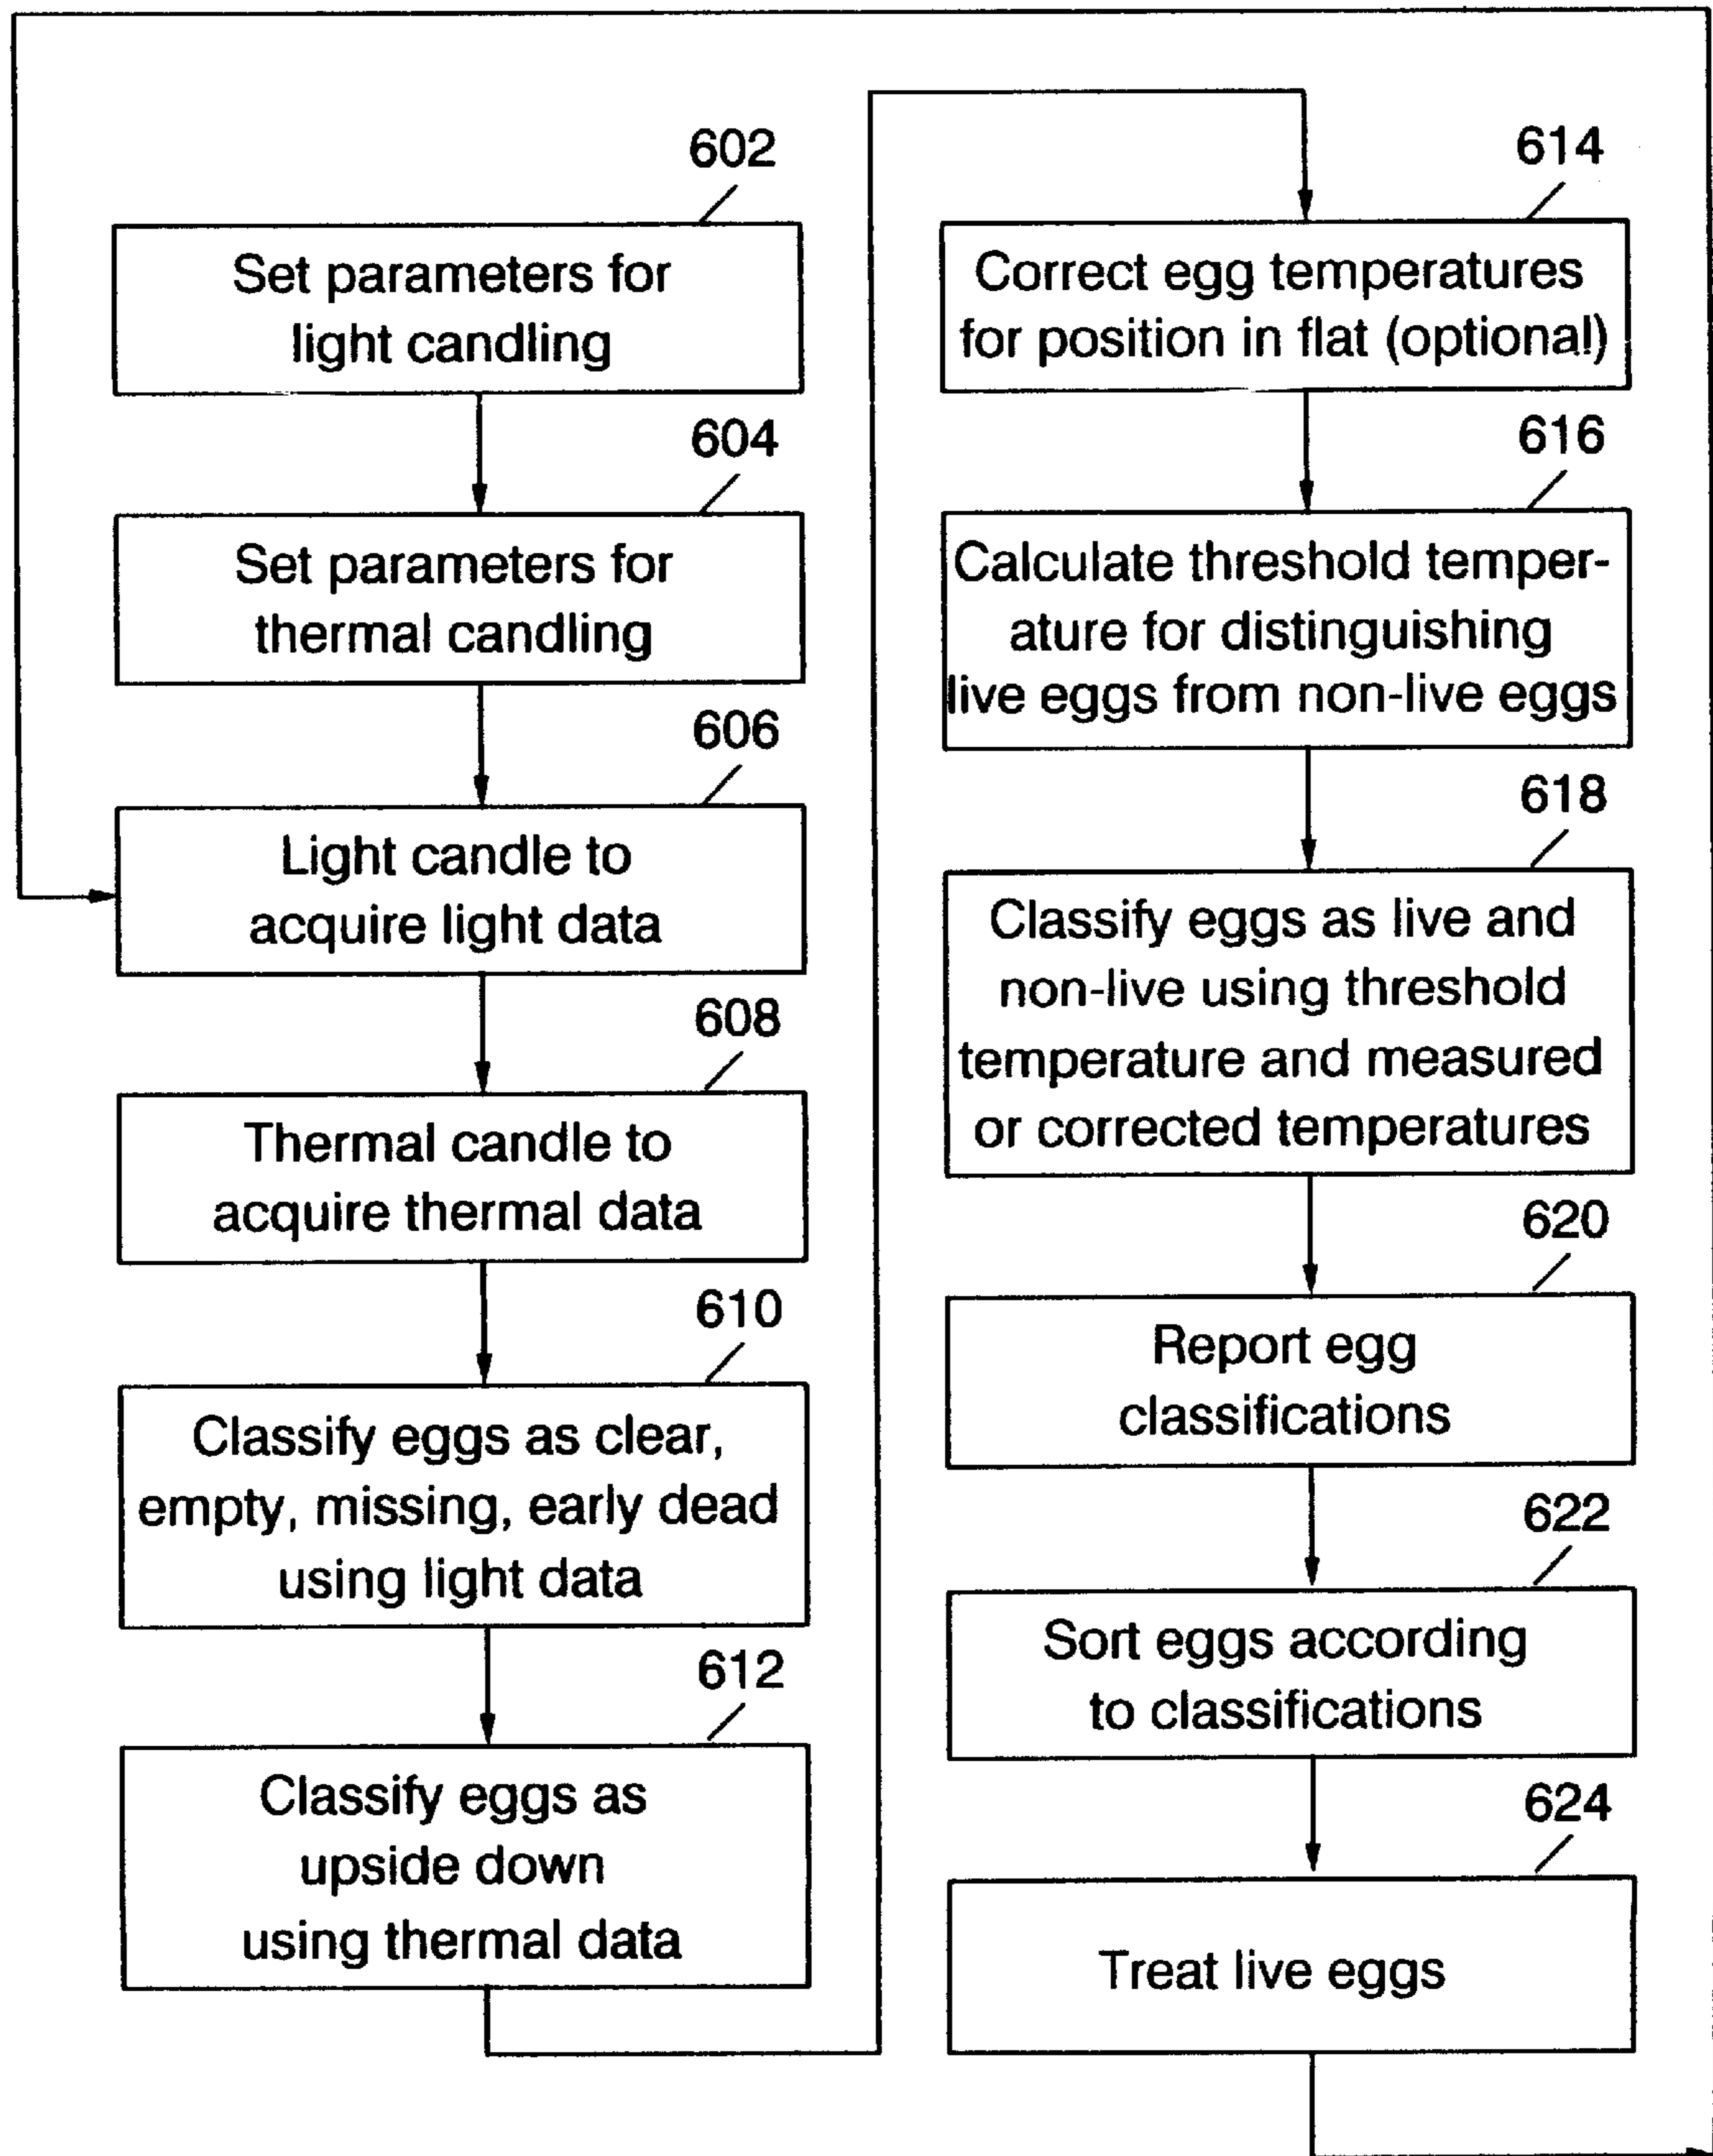 602
Set parameters for
light candling
604
Set parameters for
thermal candling
606
Light candle to
acquire light data
608
Thermal candle to
acquire thermal data
610
Classify eggs as clear,
empty, missing, early dead
using light data
612
Classify eggs as
upside down
using thermal data
614
Correct egg temperatures
for position in flat (optional)
616
Calculate threshold temper-
ature for distinguishing
live eggs from non-live eggs
618
Classify eggs as live and
non-live using threshold
temperature and measured
or corrected temperatures
620
Report egg
classifications
622
Sort eggs according
to classifications
624
Treat live eggs